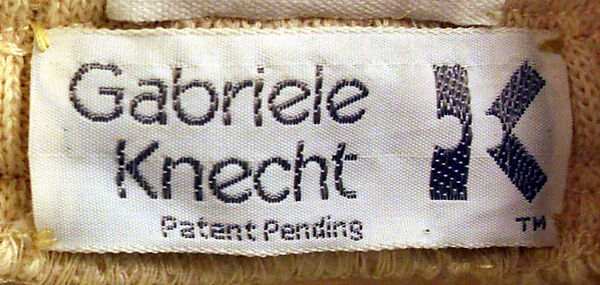 Gabriele
Knecht
Patent Pending
K
TM